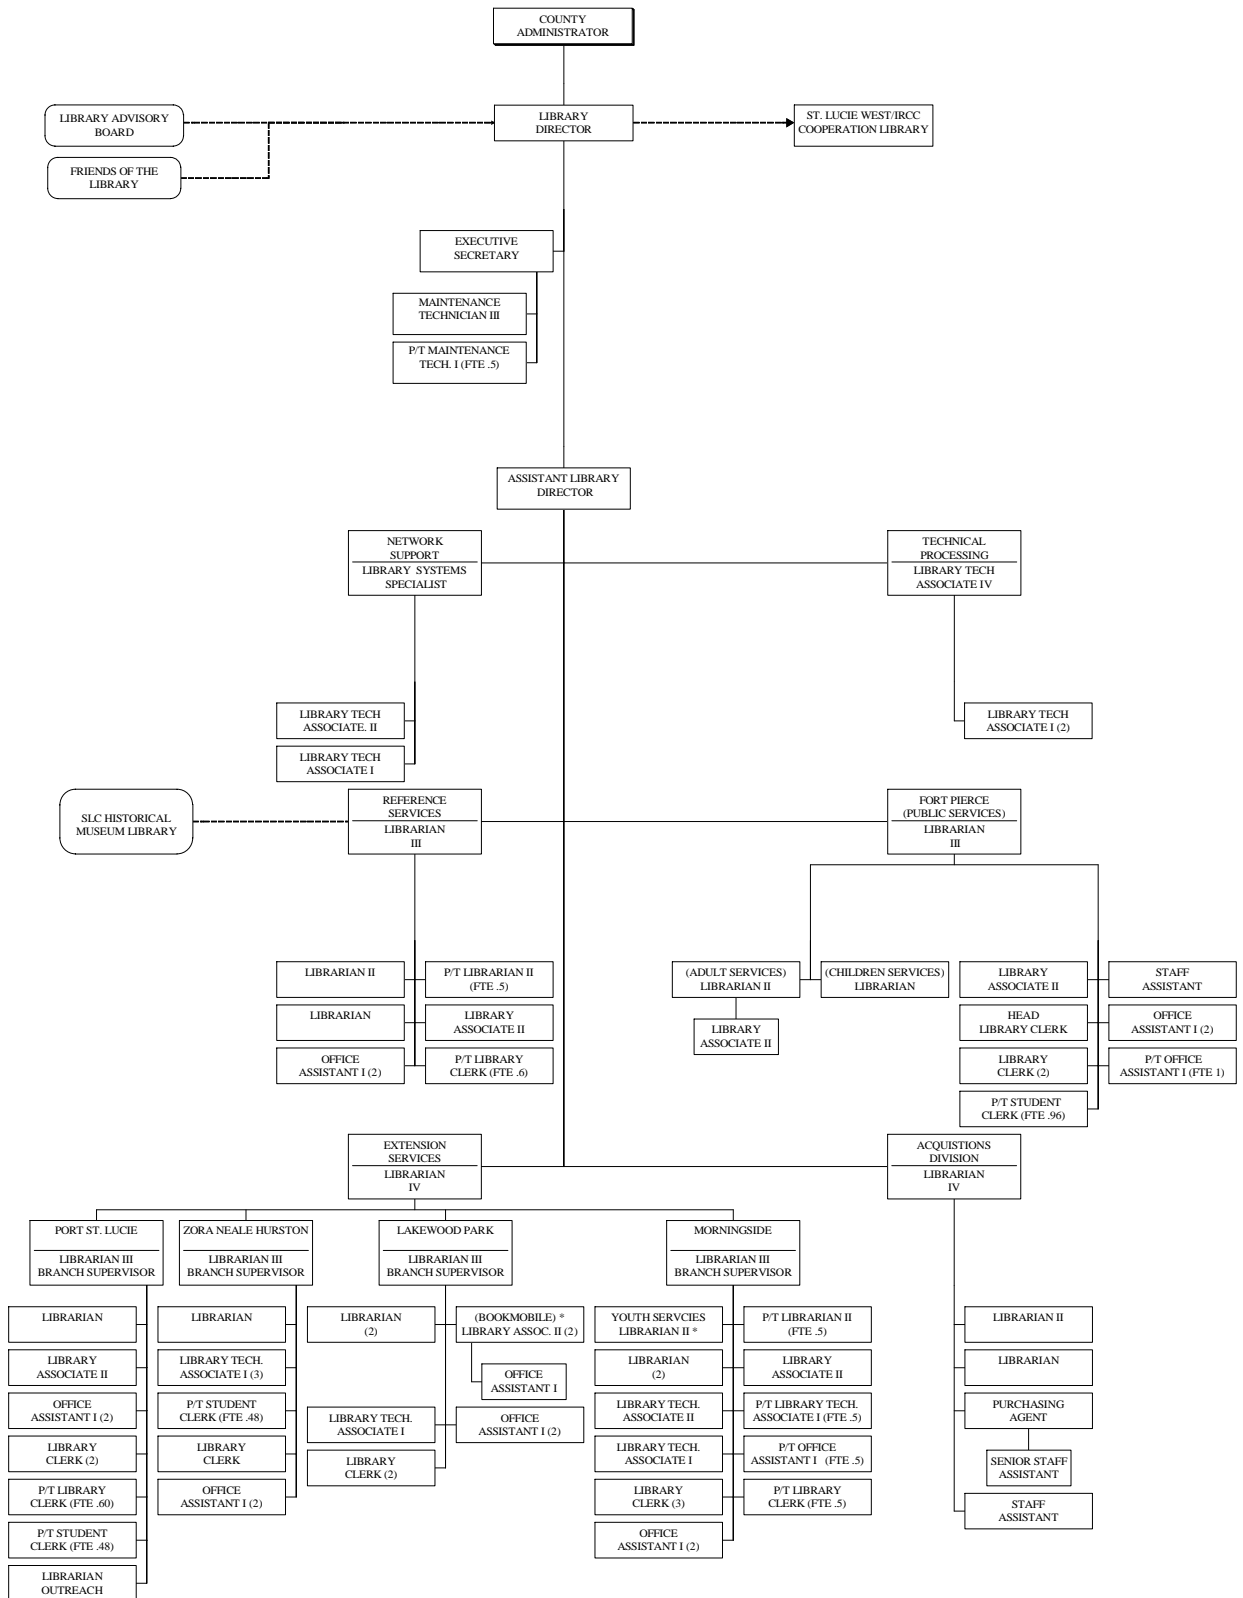 COUNTY
ADMINISTRATOR
LIBRARY ADVISORY
BOARD
LIBRARY
DIRECTOR
ST. LUCIE WEST/IRCC
COOPERATION LIBRARY
FRIENDS OF THE
LIBRARY
EXECUTIVE
SECRETARY
MAINTENANCE
TECHNICIAN III
P/T MAINTENANCE
TECH. I (FTE .5)
ASSISTANT LIBRARY
DIRECTOR
NETWORK
SUPPORT
LIBRARY SYSTEMS
SPECIALIST
TECHNICAL
PROCESSING
LIBRARY TECH
ASSOCIATE IV
LIBRARY TECH
ASSOCIATE. II
LIBRARY TECH
ASSOCIATE I
LIBRARY TECH
ASSOCIATE I (2)
SLC HISTORICAL
MUSEUM LIBRARY
REFERENCE
SERVICES
LIBRARIAN
III
FORT PIERCE
(PUBLIC SERVICES)
LIBRARIAN
III
LIBRARIAN II
P/T LIBRARIAN II
(FTE .5)
LIBRARIAN
LIBRARY
ASSOCIATE II
OFFICE
ASSISTANT I (2)
P/T LIBRARY
CLERK (FTE .6)
(ADULT SERVICES)
LIBRARIAN II
(CHILDREN SERVICES)
LIBRARIAN
LIBRARY
ASSOCIATE II
LIBRARY
ASSOCIATE II
STAFF
ASSISTANT
HEAD
LIBRARY CLERK
OFFICE
ASSISTANT I (2)
LIBRARY
CLERK (2)
P/T OFFICE
ASSISTANT I (FTE 1)
P/T STUDENT
CLERK (FTE .96)
EXTENSION
SERVICES
LIBRARIAN
IV
ACQUISTIONS
DIVISION
LIBRARIAN
IV
PORT ST. LUCIE
LIBRARIAN III
BRANCH SUPERVISOR
ZORA NEALE HURSTON
LIBRARIAN III
BRANCH SUPERVISOR
LAKEWOOD PARK
LIBRARIAN III
BRANCH SUPERVISOR
MORNINGSIDE
LIBRARIAN III
BRANCH SUPERVISOR
LIBRARIAN
LIBRARY
ASSOCIATE II
OFFICE
ASSISTANT I (2)
LIBRARY
CLERK (2)
P/T LIBRARY
CLERK (FTE .60)
P/T STUDENT
CLERK (FTE .48)
LIBRARIAN
OUTREACH
LIBRARIAN
LIBRARY TECH.
ASSOCIATE I (3)
P/T STUDENT
CLERK (FTE .48)
LIBRARY
CLERK
OFFICE
ASSISTANT I (2)
LIBRARIAN
(2)
(BOOKMOBILE) *
LIBRARY ASSOC. II (2)
OFFICE
ASSISTANT I
LIBRARY TECH.
ASSOCIATE I
OFFICE
ASSISTANT I (2)
LIBRARY
CLERK (2)
YOUTH SERVCIES
LIBRARIAN II *
P/T LIBRARIAN II
(FTE .5)
LIBRARIAN
(2)
LIBRARY
ASSOCIATE II
LIBRARY TECH.
ASSOCIATE II
P/T LIBRARY TECH.
ASSOCIATE I (FTE .5)
LIBRARY TECH.
ASSOCIATE I
P/T OFFICE
ASSISTANT I (FTE .5)
LIBRARY
CLERK (3)
P/T LIBRARY
CLERK (FTE .5)
OFFICE
ASSISTANT I (2)
LIBRARIAN II
LIBRARIAN
PURCHASING
AGENT
SENIOR STAFF
ASSISTANT
STAFF
ASSISTANT